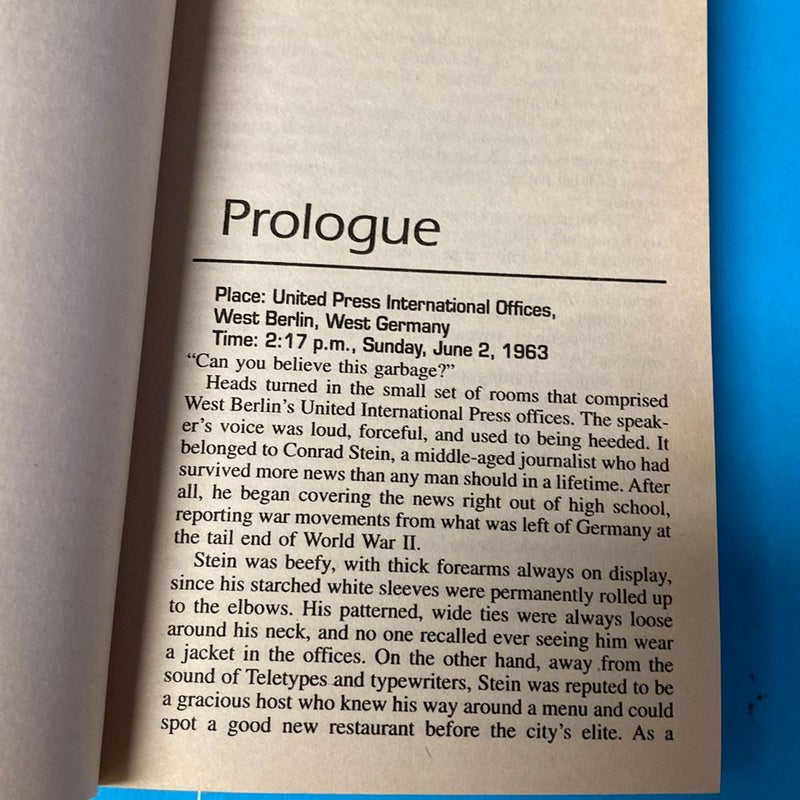 Prologue
Place: United Press International Offices,
West Berlin, West Germany
Time: 2:17 p.m., Sunday, June 2, 1963
“Can you believe this garbage?”
Heads turned in the small set of rooms that comprised
West Berlin’s United International Press offices. The speak-
er’s voice was loud, forceful, and used to being heeded. It
belonged to Conrad Stein, a middle-aged journalist who had
survived more news than any man should in a lifetime. After
all, he began covering the news right out of high school,
reporting war movements from what was left of Germany at
the tail end of World War II.
Stein was beefy, with thick forearms always on display,
since his starched white sleeves were permanently rolled up
to the elbows. His patterned, wide ties were always loose
around his neck, and no one recalled ever seeing him wear
a jacket in the offices. On the other hand, away from the
sound of Teletypes and typewriters, Stein was reputed to be
a gracious host who knew his way around a menu and could
spot a good new restaurant before the city’s elite. As a